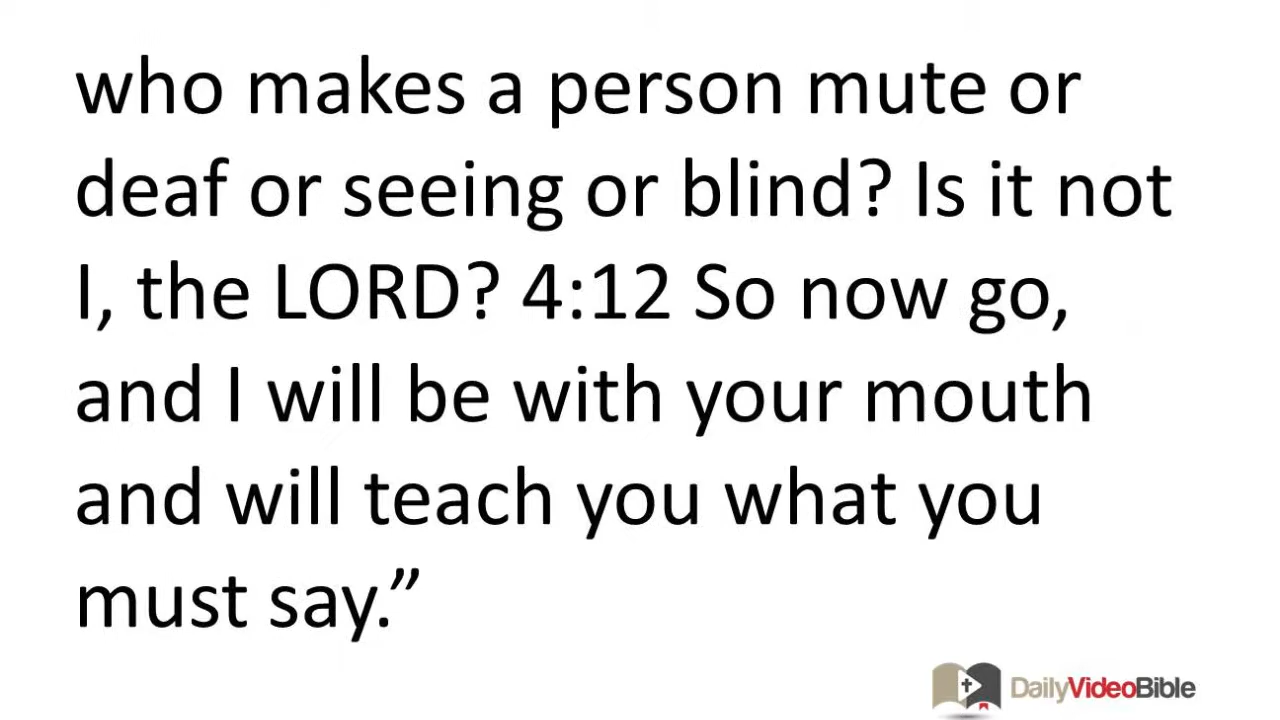 who makes a person mute or
deaf or seeing or blind? Is it not
I, the LORD? 4:12 So now go,
and I will be with your mouth
and will teach you what you
must say.”
DailyVideoBible